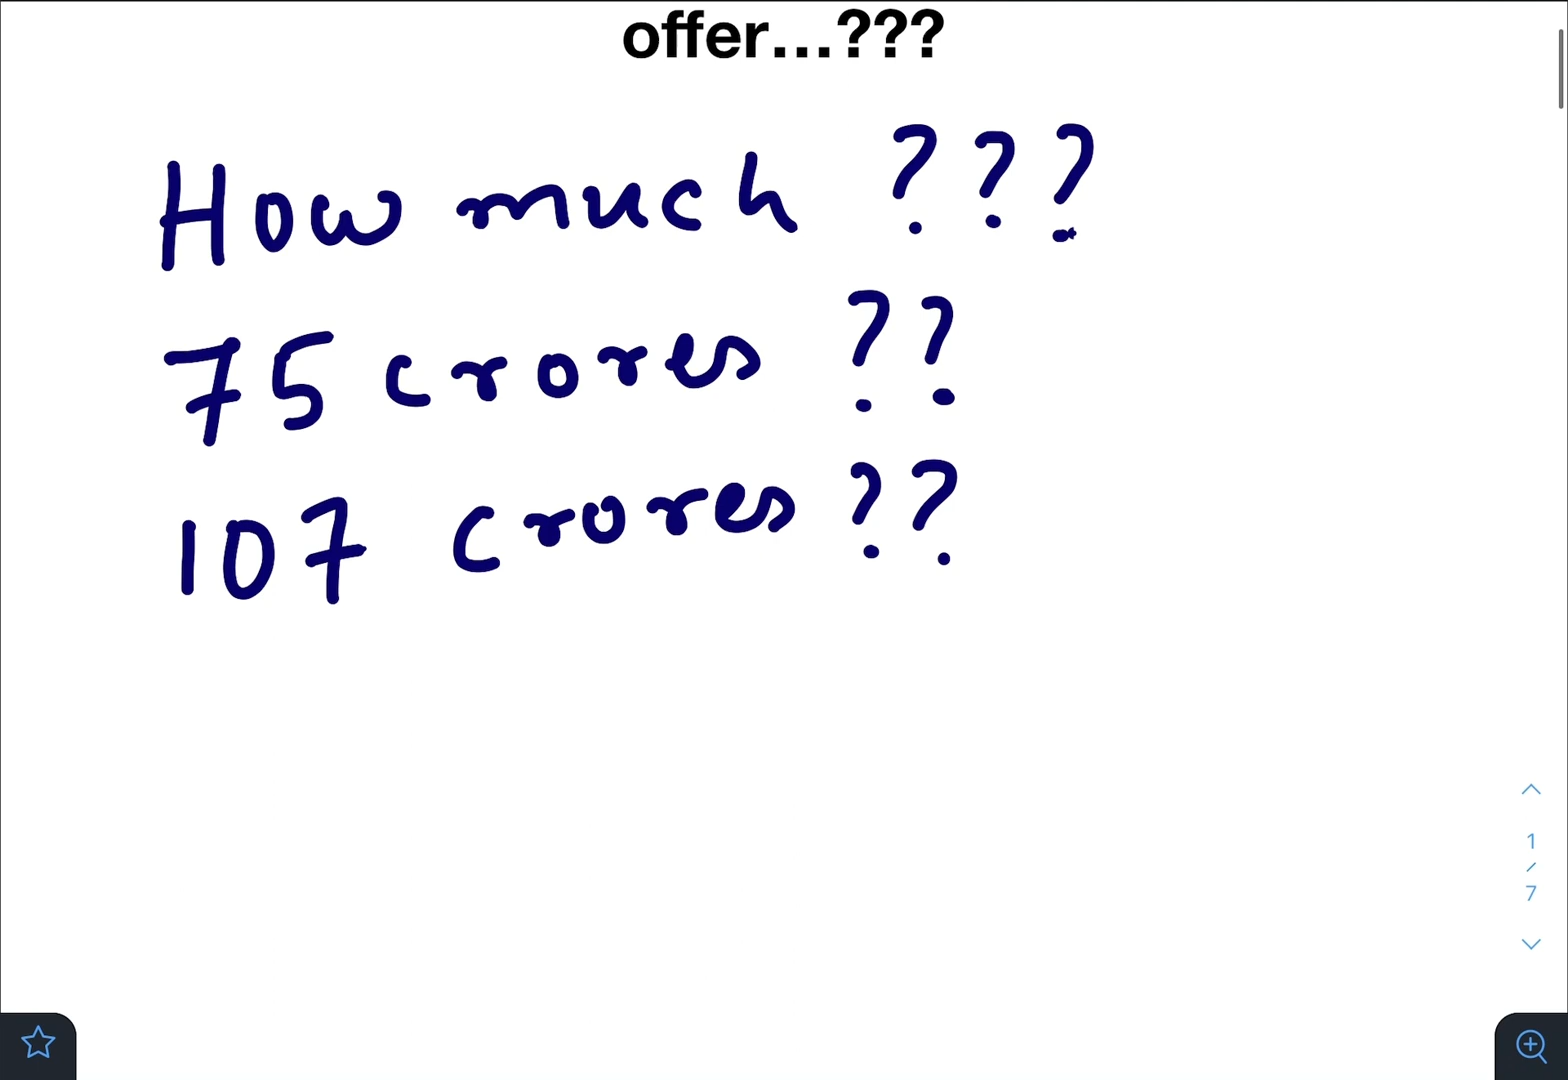 offer...???
How much ???
75 crores ??
107 crores ??
1
/
7